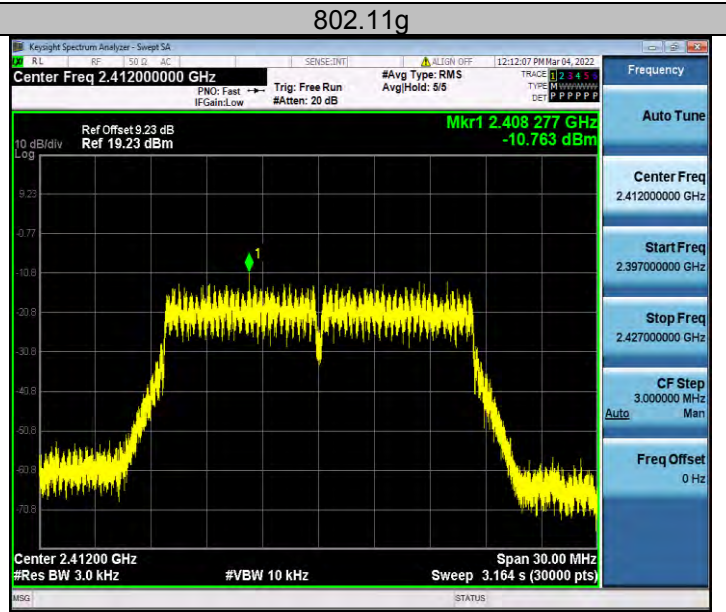 802.11g
Keysight Spectrum Analyzer - Swept SA
RL RF 50 Ω AC SENSE:INT ALIGN OFF 12:12:07 PM Mar 04, 2022
Center Freq 2.412000000 GHz
PNO: Fast
IFGain:Low
Trig: Free Run
#Atten: 20 dB
#Avg Type: RMS
Avg|Hold: 5/5
TRACE 1 2 3 4 5 6
TYPE M WWWWW
DET P P P P P P
Frequency
Mkr1 2.408 277 GHz
-10.763 dBm
Ref Offset 9.23 dB
10 dB/div Ref 19.23 dBm
Log
9.23
-0.77
-10.8
-20.8
-30.8
-40.8
-50.8
-60.8
-70.8
1
Center 2.41200 GHz Span 30.00 MHz
#Res BW 3.0 kHz #VBW 10 kHz Sweep 3.164 s (30000 pts)
Auto Tune
Center Freq
2.412000000 GHz
Start Freq
2.397000000 GHz
Stop Freq
2.427000000 GHz
CF Step
3.000000 MHz
Auto Man
Freq Offset
0 Hz
MSG STATUS